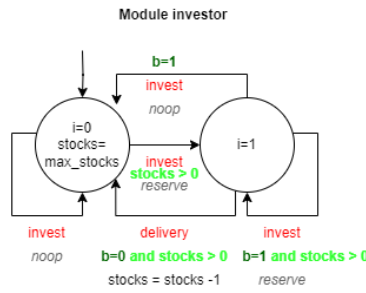 Module investor
b=1
invest
noop
i=0
stocks=
max_stocks
i=1
invest
stocks > 0
reserve
invest
noop
delivery
b=0 and stocks > 0
stocks = stocks -1
invest
b=1 and stocks > 0
reserve